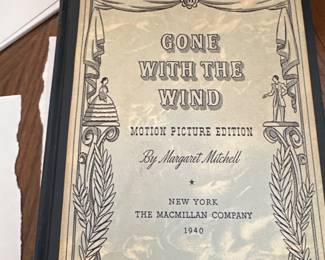 GONE
WITH THE
WIND
MOTION PICTURE EDITION
By Margaret Mitchell
NEW YORK
THE MACMILLAN COMPANY
1940